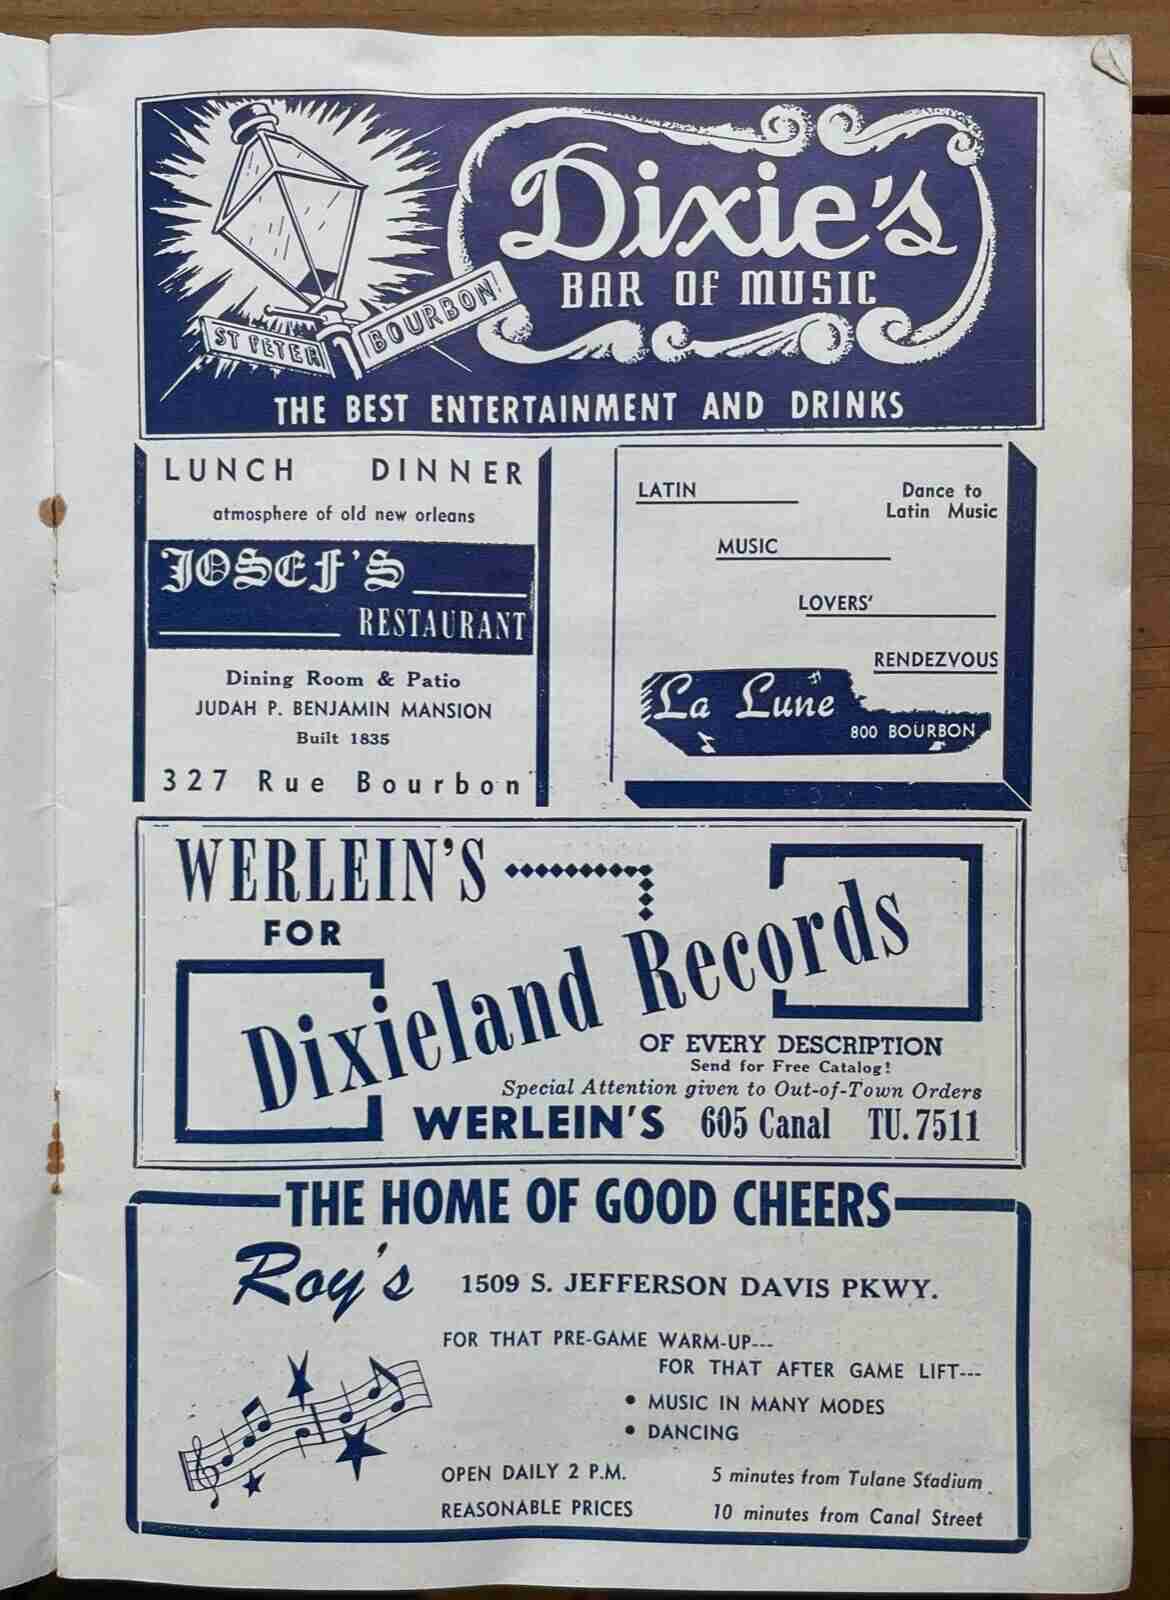 Dixie's
BAR OF MUSIC
ST PETER
BOURBON
THE BEST ENTERTAINMENT AND DRINKS
LUNCH DINNER
atmosphere of old new orleans
JOSEF'S
RESTAURANT
Dining Room & Patio
JUDAH P. BENJAMIN MANSION
Built 1835
327 Rue Bourbon
LATIN
Dance to
Latin Music
MUSIC
LOVERS'
RENDEZVOUS
La Lune
800 BOURBON
WERLEIN'S
FOR
Dixieland Records
OF EVERY DESCRIPTION
Send for Free Catalog!
Special Attention given to Out-of-Town Orders
WERLEIN'S 605 Canal TU. 7511
THE HOME OF GOOD CHEERS
Roy's 1509 S. JEFFERSON DAVIS PKWY.
FOR THAT PRE-GAME WARM-UP---
FOR THAT AFTER GAME LIFT---
• MUSIC IN MANY MODES
• DANCING
OPEN DAILY 2 P.M. 5 minutes from Tulane Stadium
REASONABLE PRICES 10 minutes from Canal Street